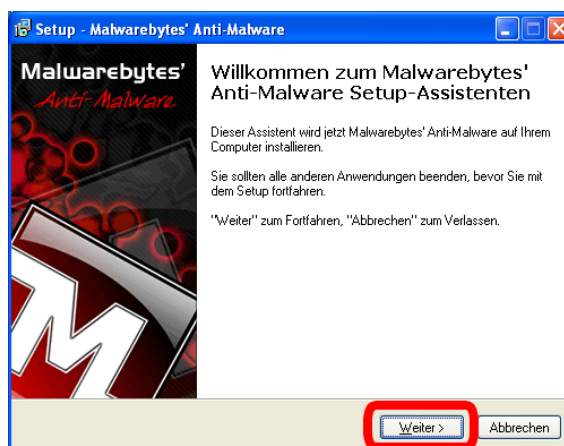 Setup - Malwarebytes' Anti-Malware
Malwarebytes'
Anti-Malware
Willkommen zum Malwarebytes'
Anti-Malware Setup-Assistenten
Dieser Assistent wird jetzt Malwarebytes' Anti-Malware auf Ihrem
Computer installieren.
Sie sollten alle anderen Anwendungen beenden, bevor Sie mit
dem Setup fortfahren.
"Weiter" zum Fortfahren, "Abbrechen" zum Verlassen.
Weiter >
Abbrechen